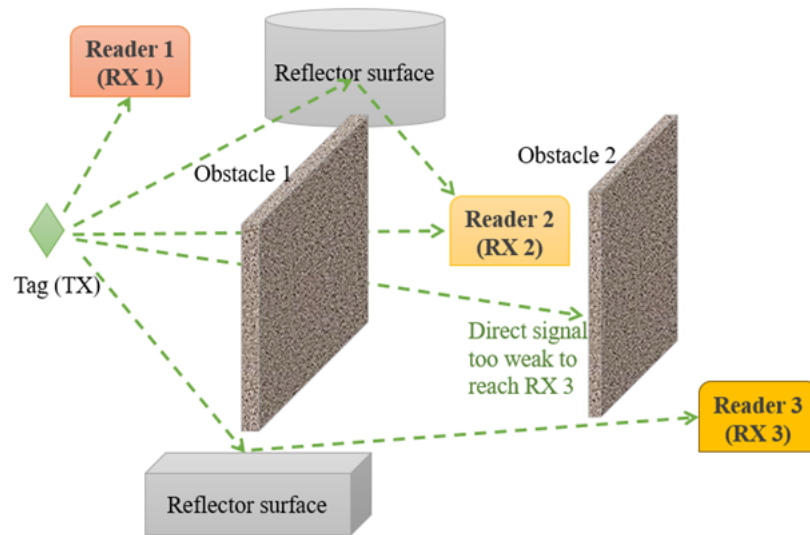 Reader 1
(RX 1)
Reflector surface
Obstacle 1
Obstacle 2
Reader 2
(RX 2)
Tag (TX)
Direct signal
too weak to
reach RX 3
Reader 3
(RX 3)
Reflector surface